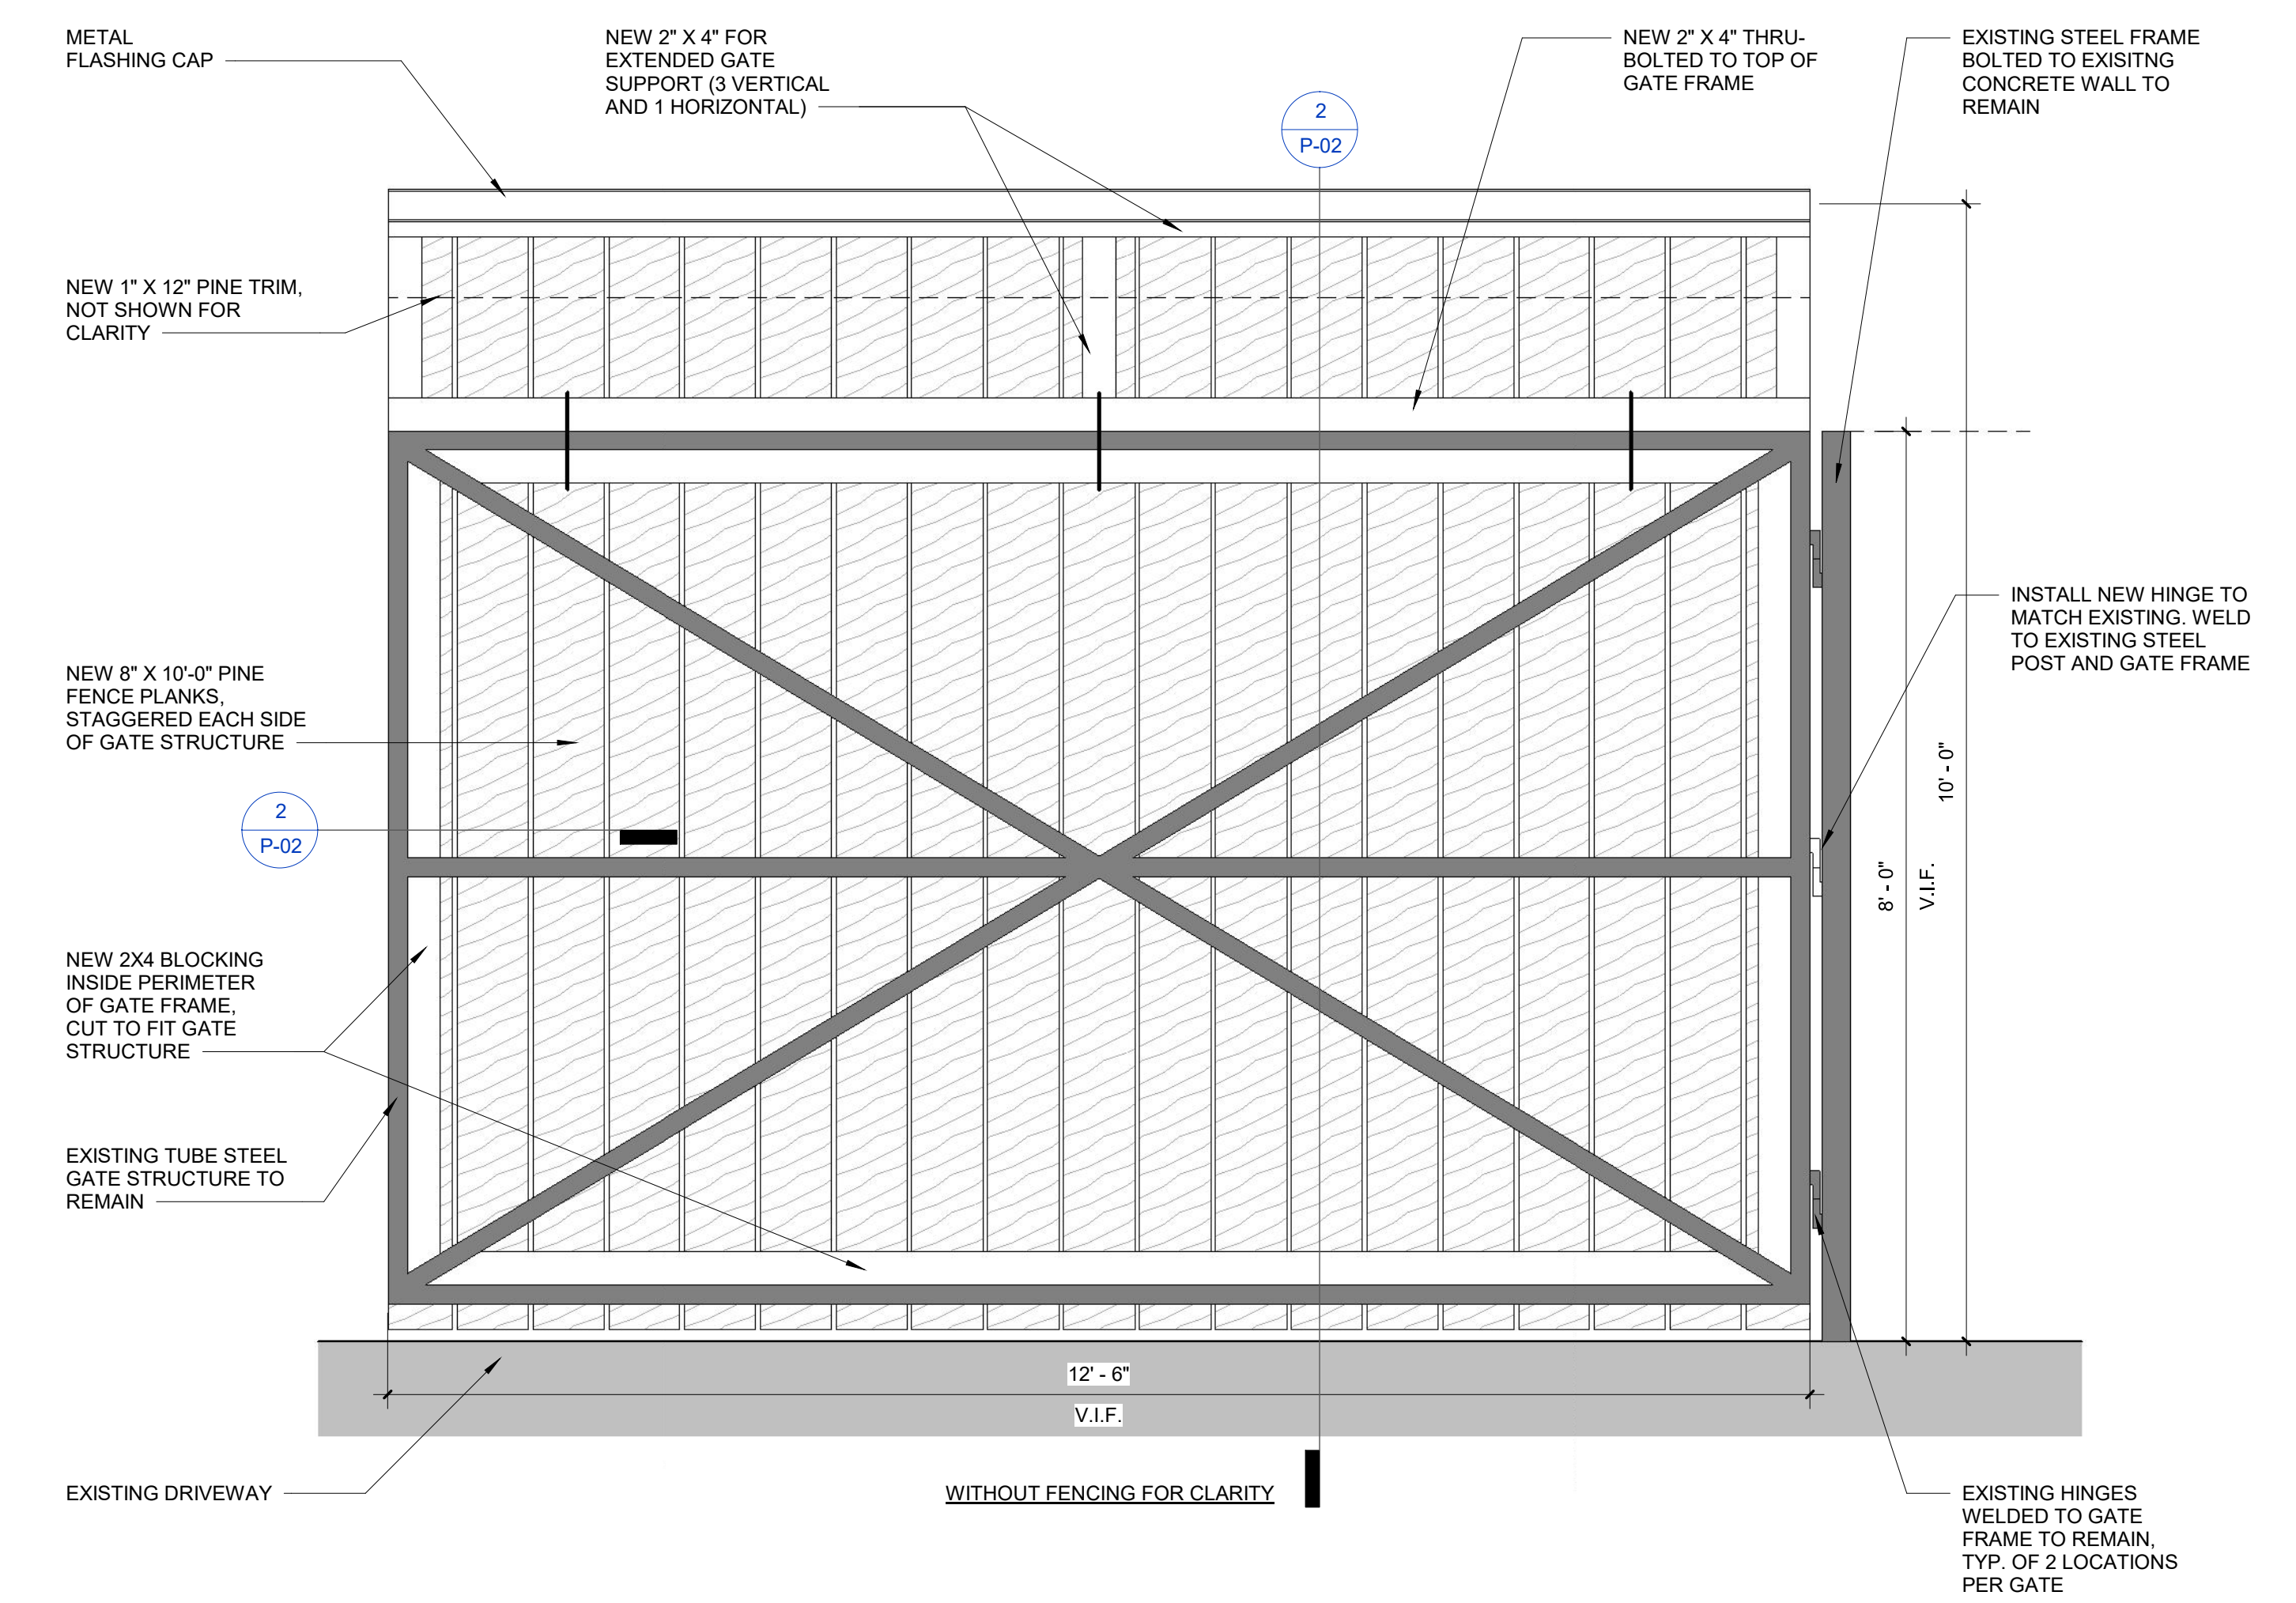 METAL
FLASHING CAP
NEW 2" X 4" FOR
EXTENDED GATE
SUPPORT (3 VERTICAL
AND 1 HORIZONTAL)
2
P-02
NEW 2" X 4" THRU-
BOLTED TO TOP OF
GATE FRAME
EXISTING STEEL FRAME
BOLTED TO EXISITNG
CONCRETE WALL TO
REMAIN
NEW 1" X 12" PINE TRIM,
NOT SHOWN FOR
CLARITY
INSTALL NEW HINGE TO
MATCH EXISTING. WELD
TO EXISTING STEEL
POST AND GATE FRAME
NEW 8" X 10'-0" PINE
FENCE PLANKS,
STAGGERED EACH SIDE
OF GATE STRUCTURE
2
P-02
10' - 0"
8' - 0"
V.I.F.
NEW 2X4 BLOCKING
INSIDE PERIMETER
OF GATE FRAME,
CUT TO FIT GATE
STRUCTURE
EXISTING TUBE STEEL
GATE STRUCTURE TO
REMAIN
12' - 6"
V.I.F.
EXISTING DRIVEWAY
WITHOUT FENCING FOR CLARITY
EXISTING HINGES
WELDED TO GATE
FRAME TO REMAIN,
TYP. OF 2 LOCATIONS
PER GATE